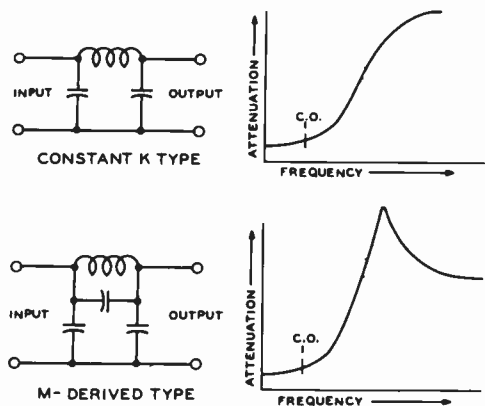 INPUT
OUTPUT
CONSTANT K TYPE
ATTENUATION
C.O.
FREQUENCY
INPUT
OUTPUT
M- DERIVED TYPE
ATTENUATION
C.O.
FREQUENCY